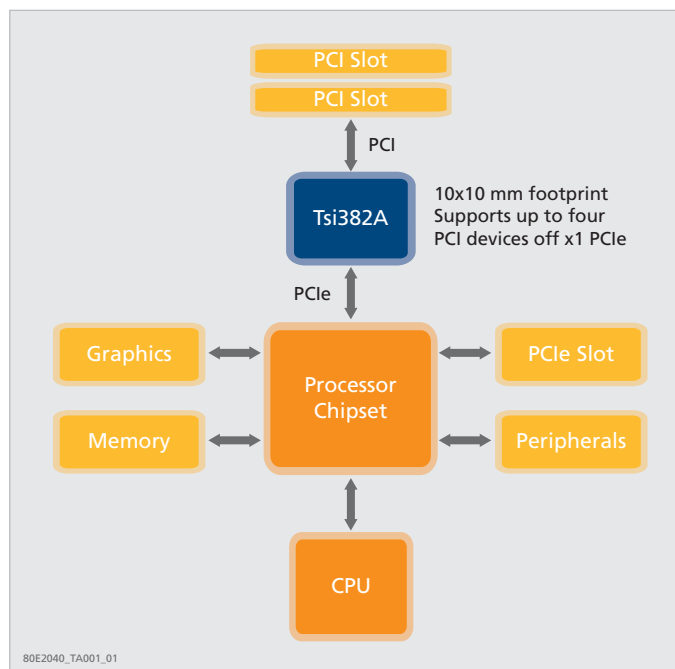 PCI Slot
PCI Slot
PCI
Tsi382A
10x10 mm footprint
Supports up to four
PCI devices off x1 PCIe
PCIe
Graphics
Processor
Chipset
PCIe Slot
Memory
Peripherals
CPU
80E2040_TA001_01